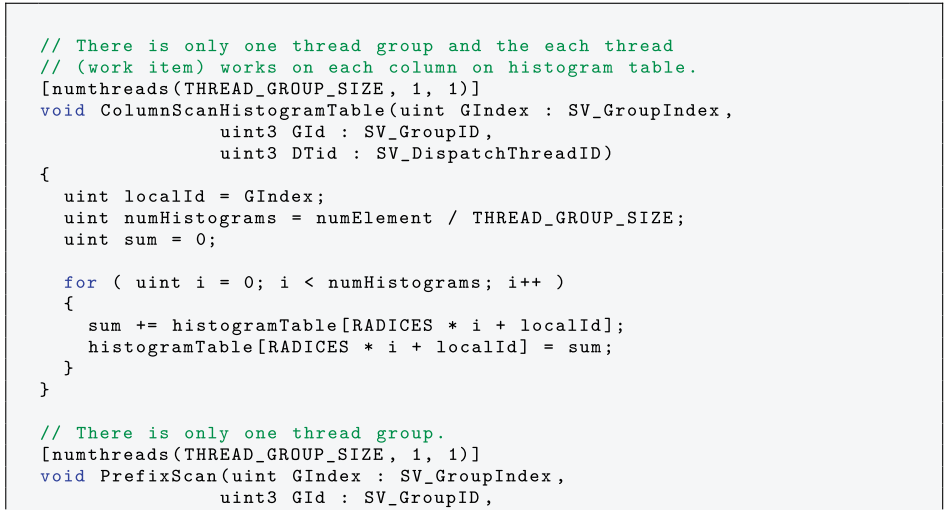 // There is only one thread group and the each thread
// (work item) works on each column on histogram table.
[numthreads(THREAD_GROUP_SIZE, 1, 1)]
void ColumnScanHistogramTable(uint GIndex : SV_GroupIndex,
               uint3 GId : SV_GroupID,
               uint3 DTid : SV_DispatchThreadID)
{
  uint localId = GIndex;
  uint numHistograms = numElement / THREAD_GROUP_SIZE;
  uint sum = 0;

  for ( uint i = 0; i < numHistograms; i++ )
  {
    sum += histogramTable[RADICES * i + localId];
    histogramTable[RADICES * i + localId] = sum;
  }
}

// There is only one thread group.
[numthreads(THREAD_GROUP_SIZE, 1, 1)]
void PrefixScan(uint GIndex : SV_GroupIndex,
               uint3 GId : SV_GroupID,